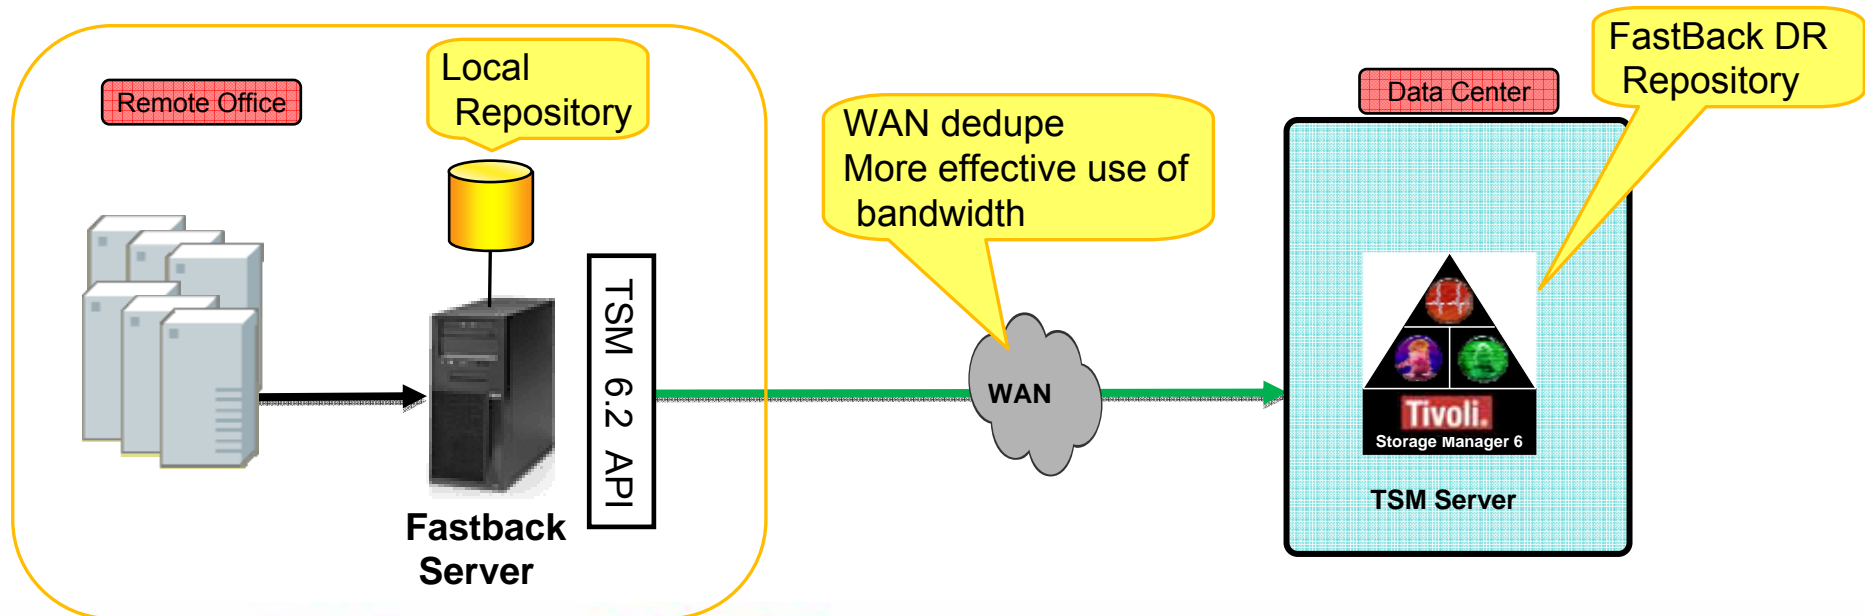 Remote Office
Local
Repository
TSM 6.2 API
Fastback
Server
WAN dedupe
More effective use of
bandwidth
WAN
FastBack DR
Repository
Data Center
Tivoli.
Storage Manager 6
TSM Server